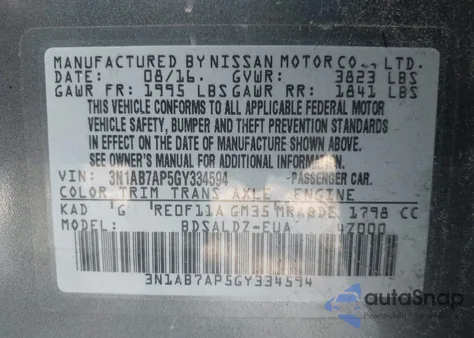 MANUFACTURED BY NISSAN MOTOR CO., LTD.
DATE: 08/16. GVWR: 3823 LBS
GAWR FR: 1995 LBS GAWR RR: 1841 LBS
THIS VEHICLE CONFORMS TO ALL APPLICABLE FEDERAL MOTOR
VEHICLE SAFETY, BUMPER AND THEFT PREVENTION STANDARDS
IN EFFECT ON THE DATE OF MANUFACTURE SHOWN ABOVE.
SEE OWNER'S MANUAL FOR ADDITIONAL INFORMATION.
VIN: 3N1AB7AP5GY334594 -PASSENGER CAR.
COLOR TRIM TRANS AXLE ENGINE
KAD G RE0F11A GM35 MRA8DE 1798 CC
MODEL: BDSALDZ-EUA 4Z000
3N1AB7AP5GY334594
autoSnap